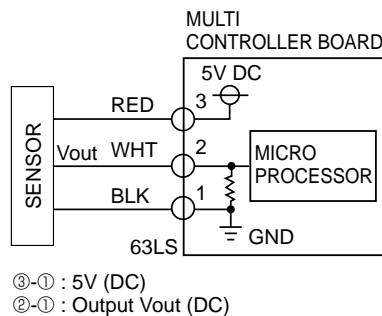 MULTI
CONTROLLER BOARD
5V DC
RED
3
SENSOR
Vout
WHT
2
MICRO
PROCESSOR
BLK
1
GND
63LS
③-① : 5V (DC)
②-① : Output Vout (DC)